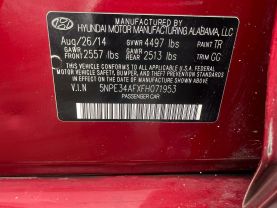 HYUNDAI MOTOR MANUFACTURING ALABAMA, LLC
Aug/26/14 GVWR 4497 lbs PAINT TR
GAWR FRONT 2557 lbs GAWR REAR 2513 lbs TRIM GG
THIS VEHICLE CONFORMS TO ALL APPLICABLE U.S.
FEDERAL MOTOR VEHICLE SAFETY, BUMPER,
AND THEFT PREVENTION STANDARDS IN EFFECT
ON THE DATE OF MANUFACTURE SHOWN ABOVE.
V.I.N 5NPE34AFXFH071953
PASSENGER CAR